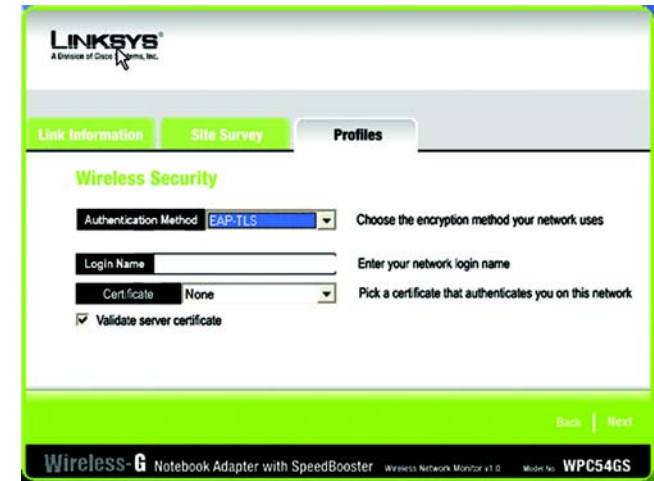 LINKSYS®
A Division of Cisco Systems, Inc.
Link Information Site Survey Profiles
Wireless Security
Authentication Method EAP-TLS Choose the encryption method your network uses
Login Name Enter your network login name
Certificate None Pick a certificate that authenticates you on this network
Validate server certificate
Back | Next
Wireless-G Notebook Adapter with SpeedBooster Wireless Network Monitor v1.0 Model No. WPC54GS